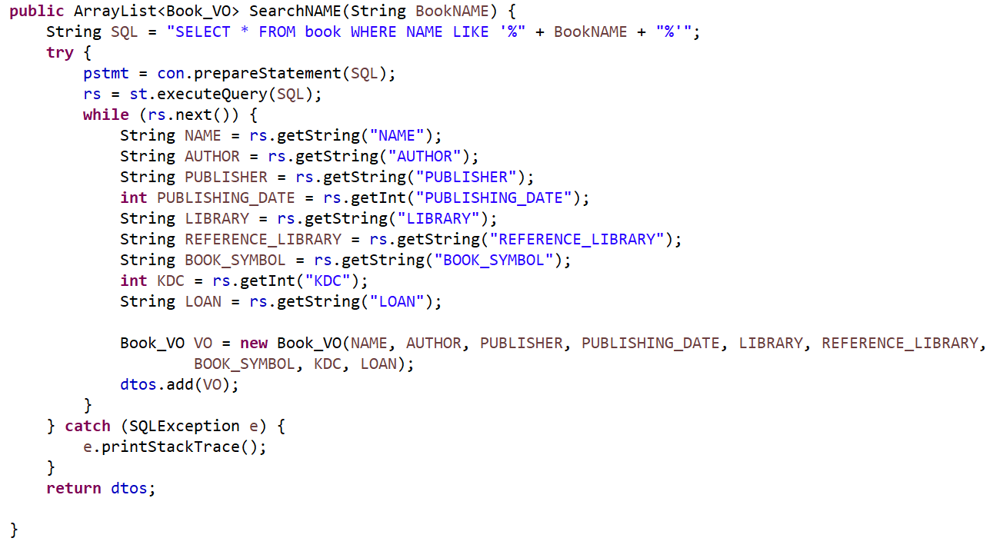 public ArrayList<Book_VO> SearchNAME(String BookNAME) {
    String SQL = "SELECT * FROM book WHERE NAME LIKE '%" + BookNAME + "%'";
    try {
        pstmt = con.prepareStatement(SQL);
        rs = st.executeQuery(SQL);
        while (rs.next()) {
            String NAME = rs.getString("NAME");
            String AUTHOR = rs.getString("AUTHOR");
            String PUBLISHER = rs.getString("PUBLISHER");
            int PUBLISHING_DATE = rs.getInt("PUBLISHING_DATE");
            String LIBRARY = rs.getString("LIBRARY");
            String REFERENCE_LIBRARY = rs.getString("REFERENCE_LIBRARY");
            String BOOK_SYMBOL = rs.getString("BOOK_SYMBOL");
            int KDC = rs.getInt("KDC");
            String LOAN = rs.getString("LOAN");

            Book_VO VO = new Book_VO(NAME, AUTHOR, PUBLISHER, PUBLISHING_DATE, LIBRARY, REFERENCE_LIBRARY,
                    BOOK_SYMBOL, KDC, LOAN);
            dtos.add(VO);
        }
    } catch (SQLException e) {
        e.printStackTrace();
    }
    return dtos;

}